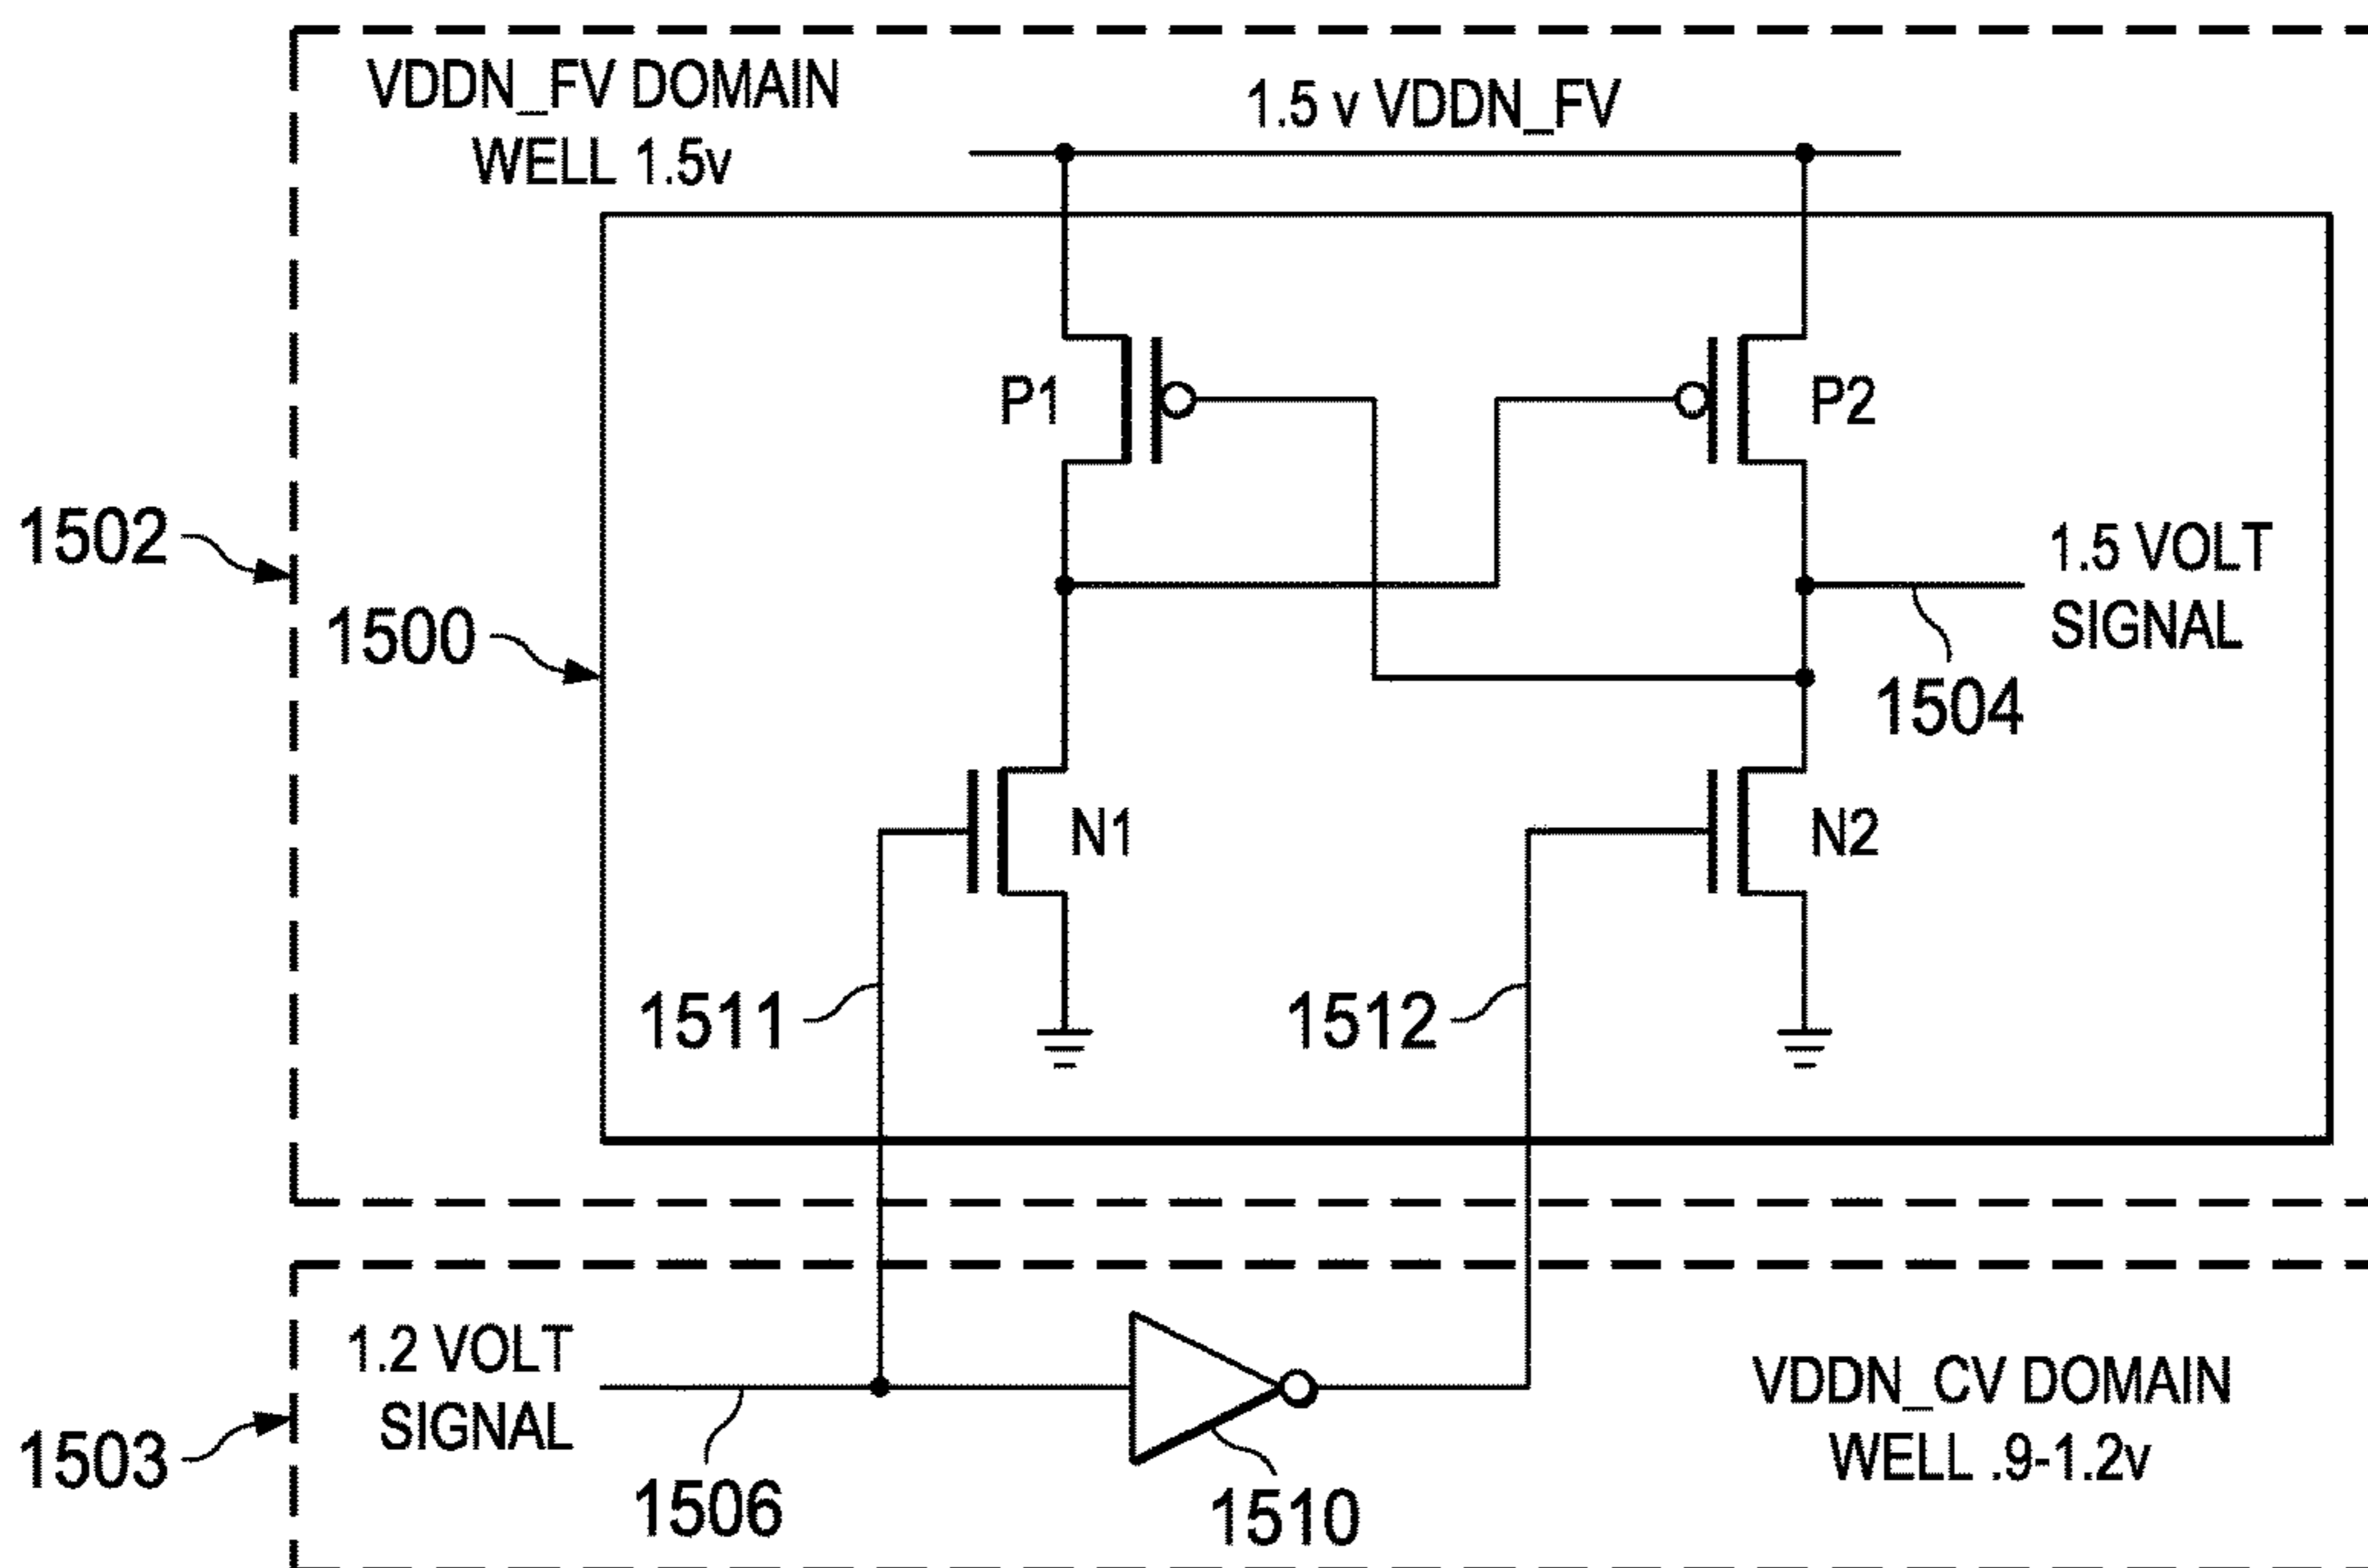 VDDN_FV DOMAIN
WELL 1.5v
1.5 v VDDN_FV
P1
P2
1502
1500
1.5 VOLT
SIGNAL
1504
N1
N2
1511
1512
1.2 VOLT
SIGNAL
VDDN_CV DOMAIN
WELL .9-1.2v
1503
1506
1510